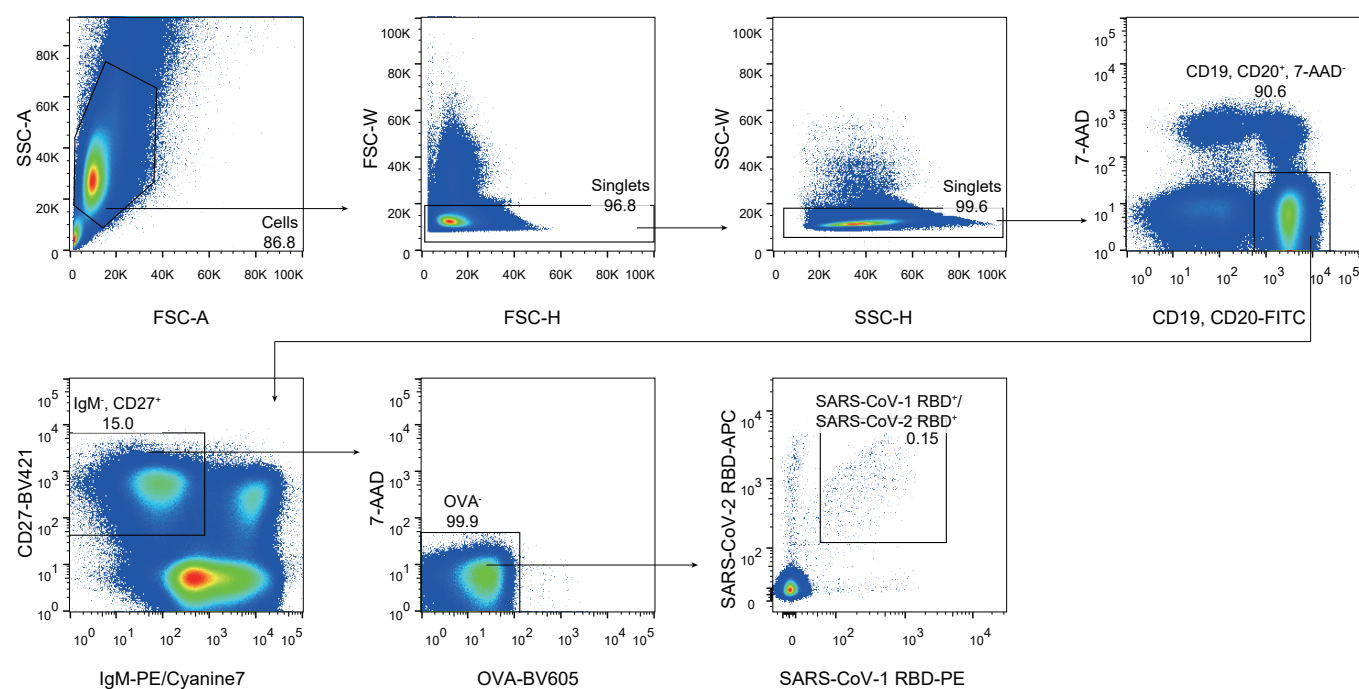 SSC-A
80K
60K
40K
20K
0
Cells
86.8
0 20K 40K 60K 80K 100K
FSC-A
FSC-W
100K
80K
60K
40K
20K
0
Singlets
96.8
0 20K 40K 60K 80K 100K
FSC-H
SSC-W
100K
80K
60K
40K
20K
0
Singlets
99.6
0 20K 40K 60K 80K 100K
SSC-H
7-AAD
10⁵
10⁴
10³
10²
10¹
10⁰
CD19, CD20⁺, 7-AAD⁻
90.6
10⁰ 10¹ 10² 10³ 10⁴ 10⁵
CD19, CD20-FITC
CD27-BV421
10⁵
10⁴
10³
10²
10¹
10⁰
IgM⁻, CD27⁺
15.0
10⁰ 10¹ 10² 10³ 10⁴ 10⁵
IgM-PE/Cyanine7
7-AAD
10⁵
10⁴
10³
10²
10¹
10⁰
OVA⁻
99.9
10⁰ 10¹ 10² 10³ 10⁴ 10⁵
OVA-BV605
SARS-CoV-2 RBD-APC
10⁴
10³
10²
0
SARS-CoV-1 RBD⁺/
SARS-CoV-2 RBD⁺
0.15
0 10² 10³ 10⁴
SARS-CoV-1 RBD-PE